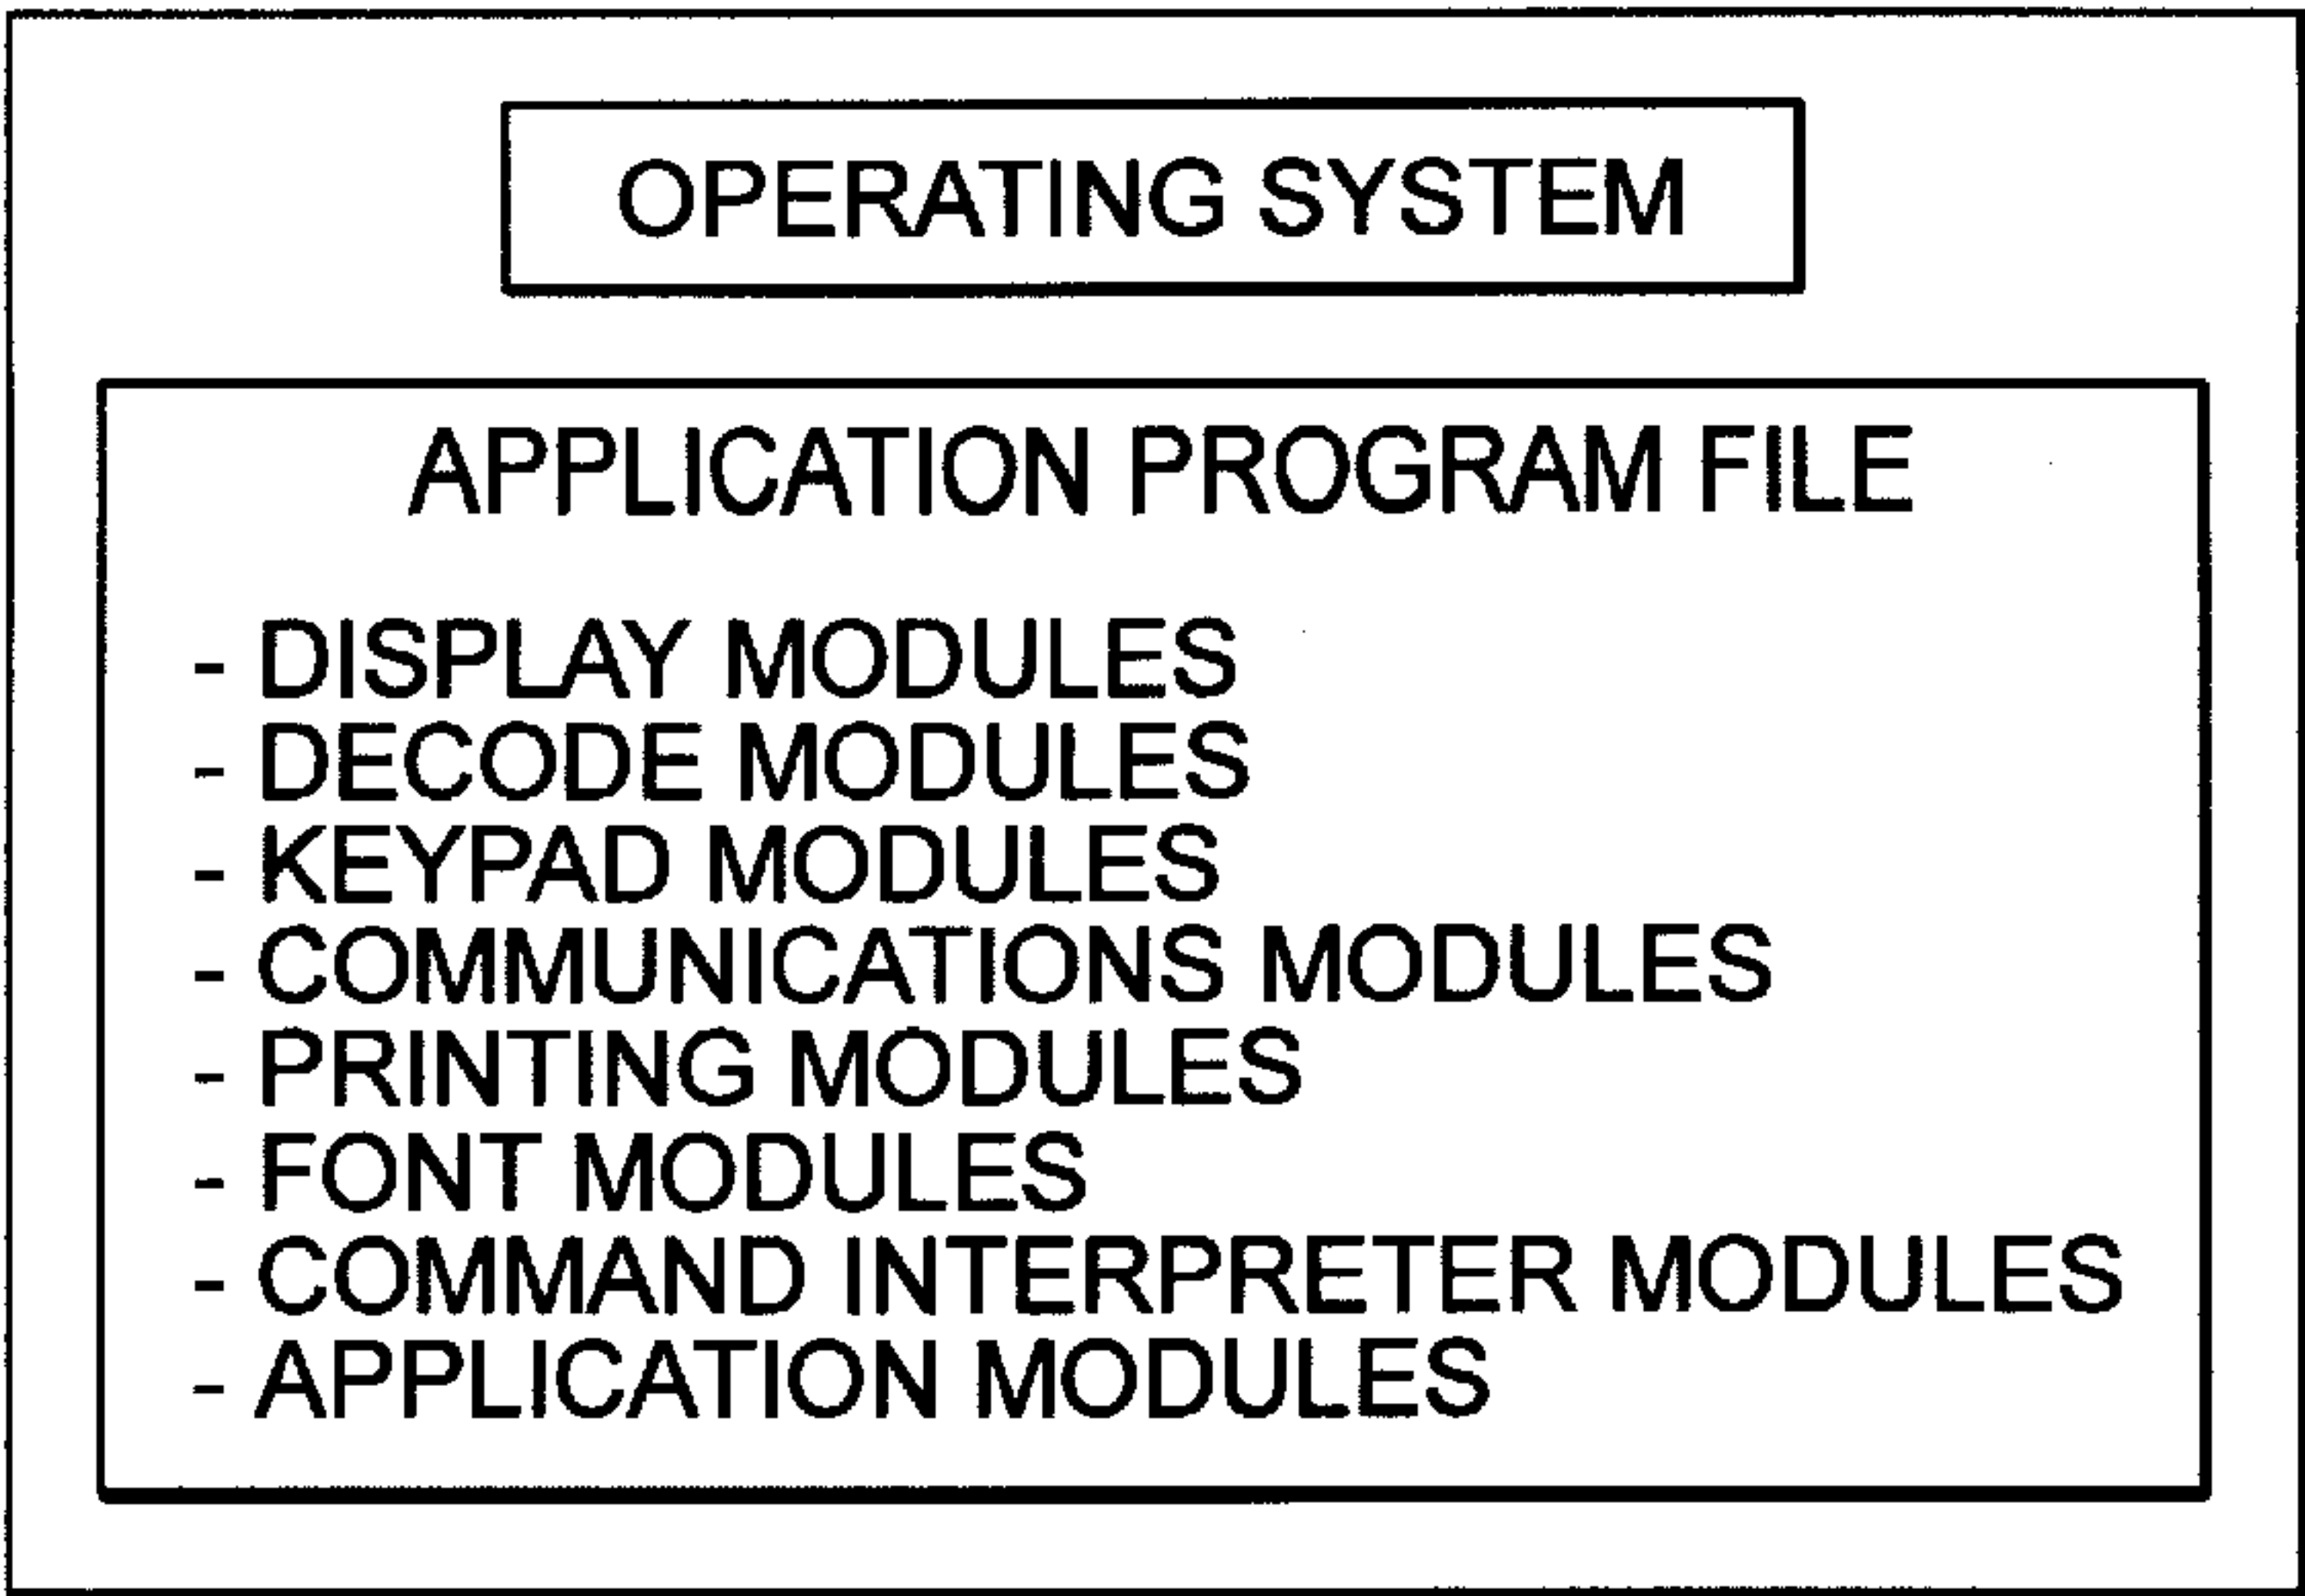 OPERATING SYSTEM
APPLICATION PROGRAM FILE
- DISPLAY MODULES
- DECODE MODULES
- KEYPAD MODULES
- COMMUNICATIONS MODULES
- PRINTING MODULES
- FONT MODULES
- COMMAND INTERPRETER MODULES
- APPLICATION MODULES